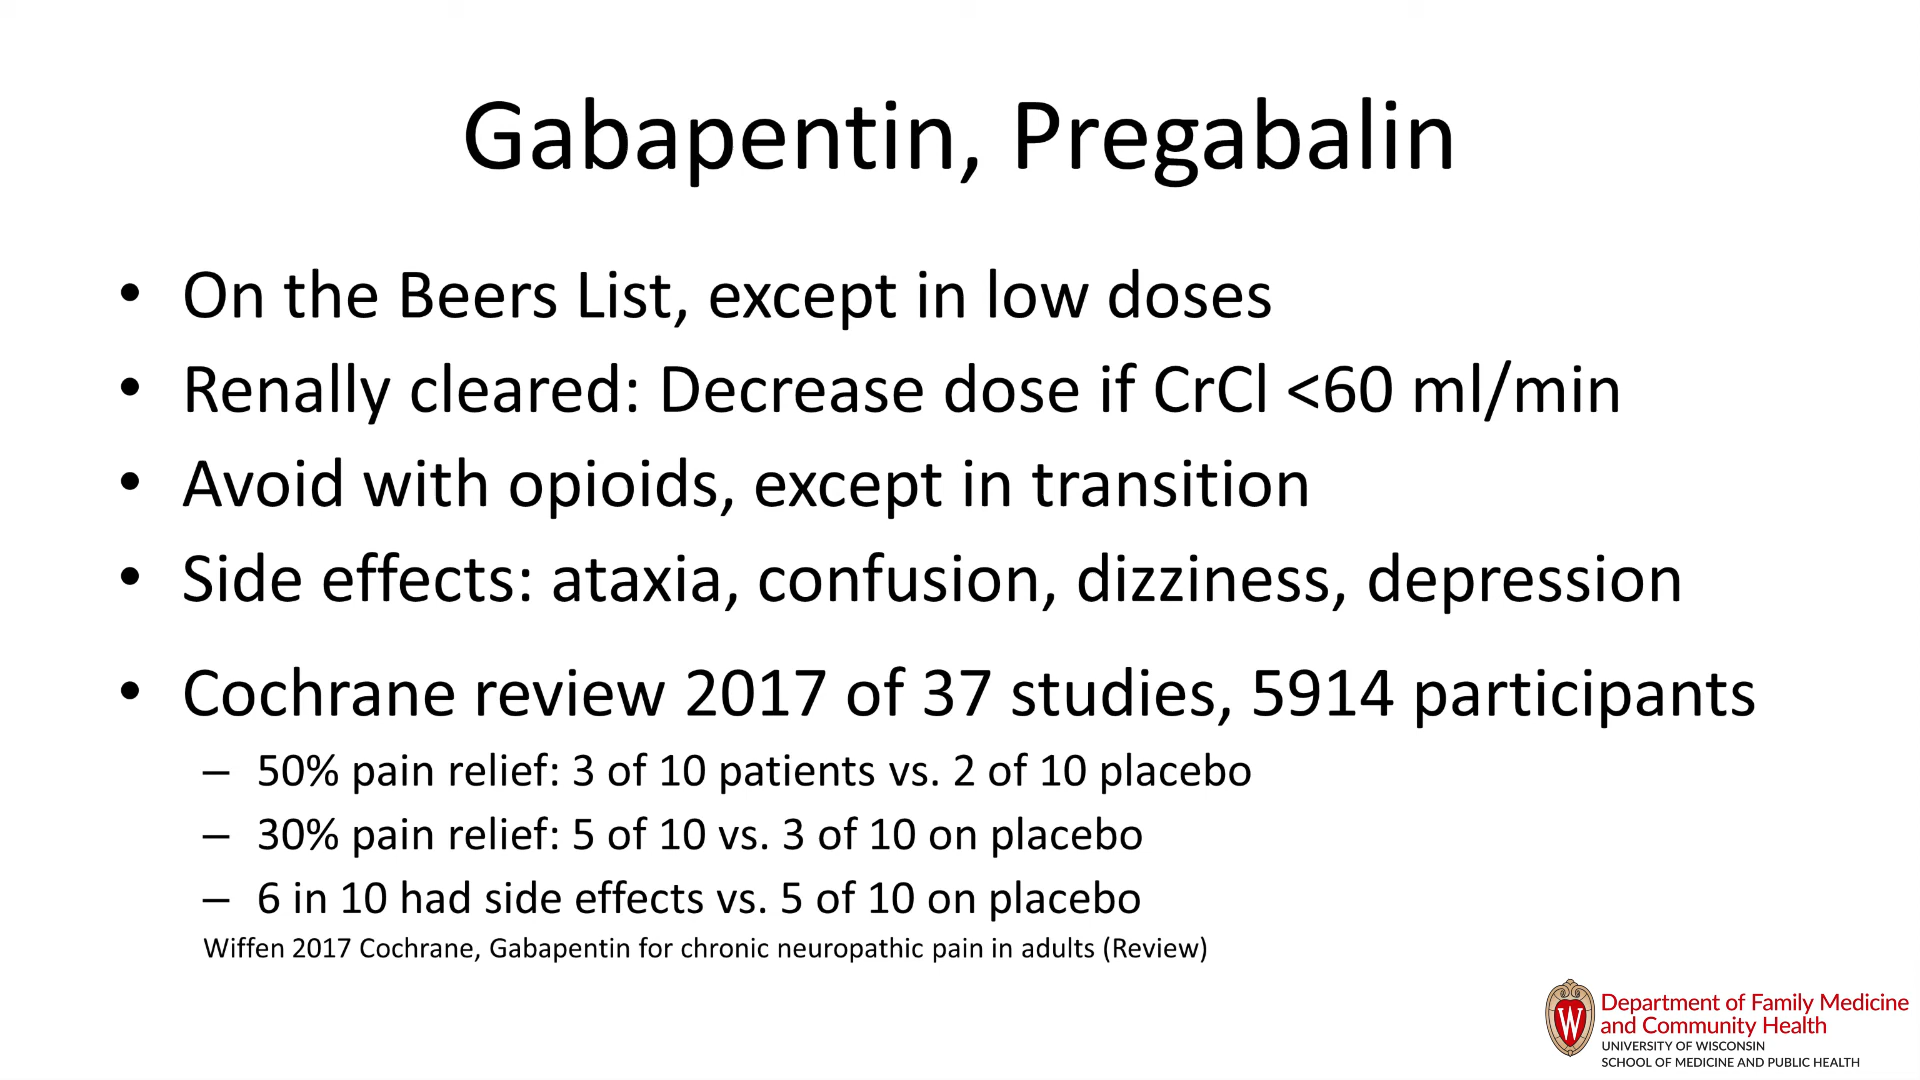 Gabapentin, Pregabalin
• On the Beers List, except in low doses
• Renally cleared: Decrease dose if CrCl <60 ml/min
• Avoid with opioids, except in transition
• Side effects: ataxia, confusion, dizziness, depression
• Cochrane review 2017 of 37 studies, 5914 participants
– 50% pain relief: 3 of 10 patients vs. 2 of 10 placebo
– 30% pain relief: 5 of 10 vs. 3 of 10 on placebo
– 6 in 10 had side effects vs. 5 of 10 on placebo
Wiffen 2017 Cochrane, Gabapentin for chronic neuropathic pain in adults (Review)
W
Department of Family Medicine
and Community Health
UNIVERSITY OF WISCONSIN
SCHOOL OF MEDICINE AND PUBLIC HEALTH